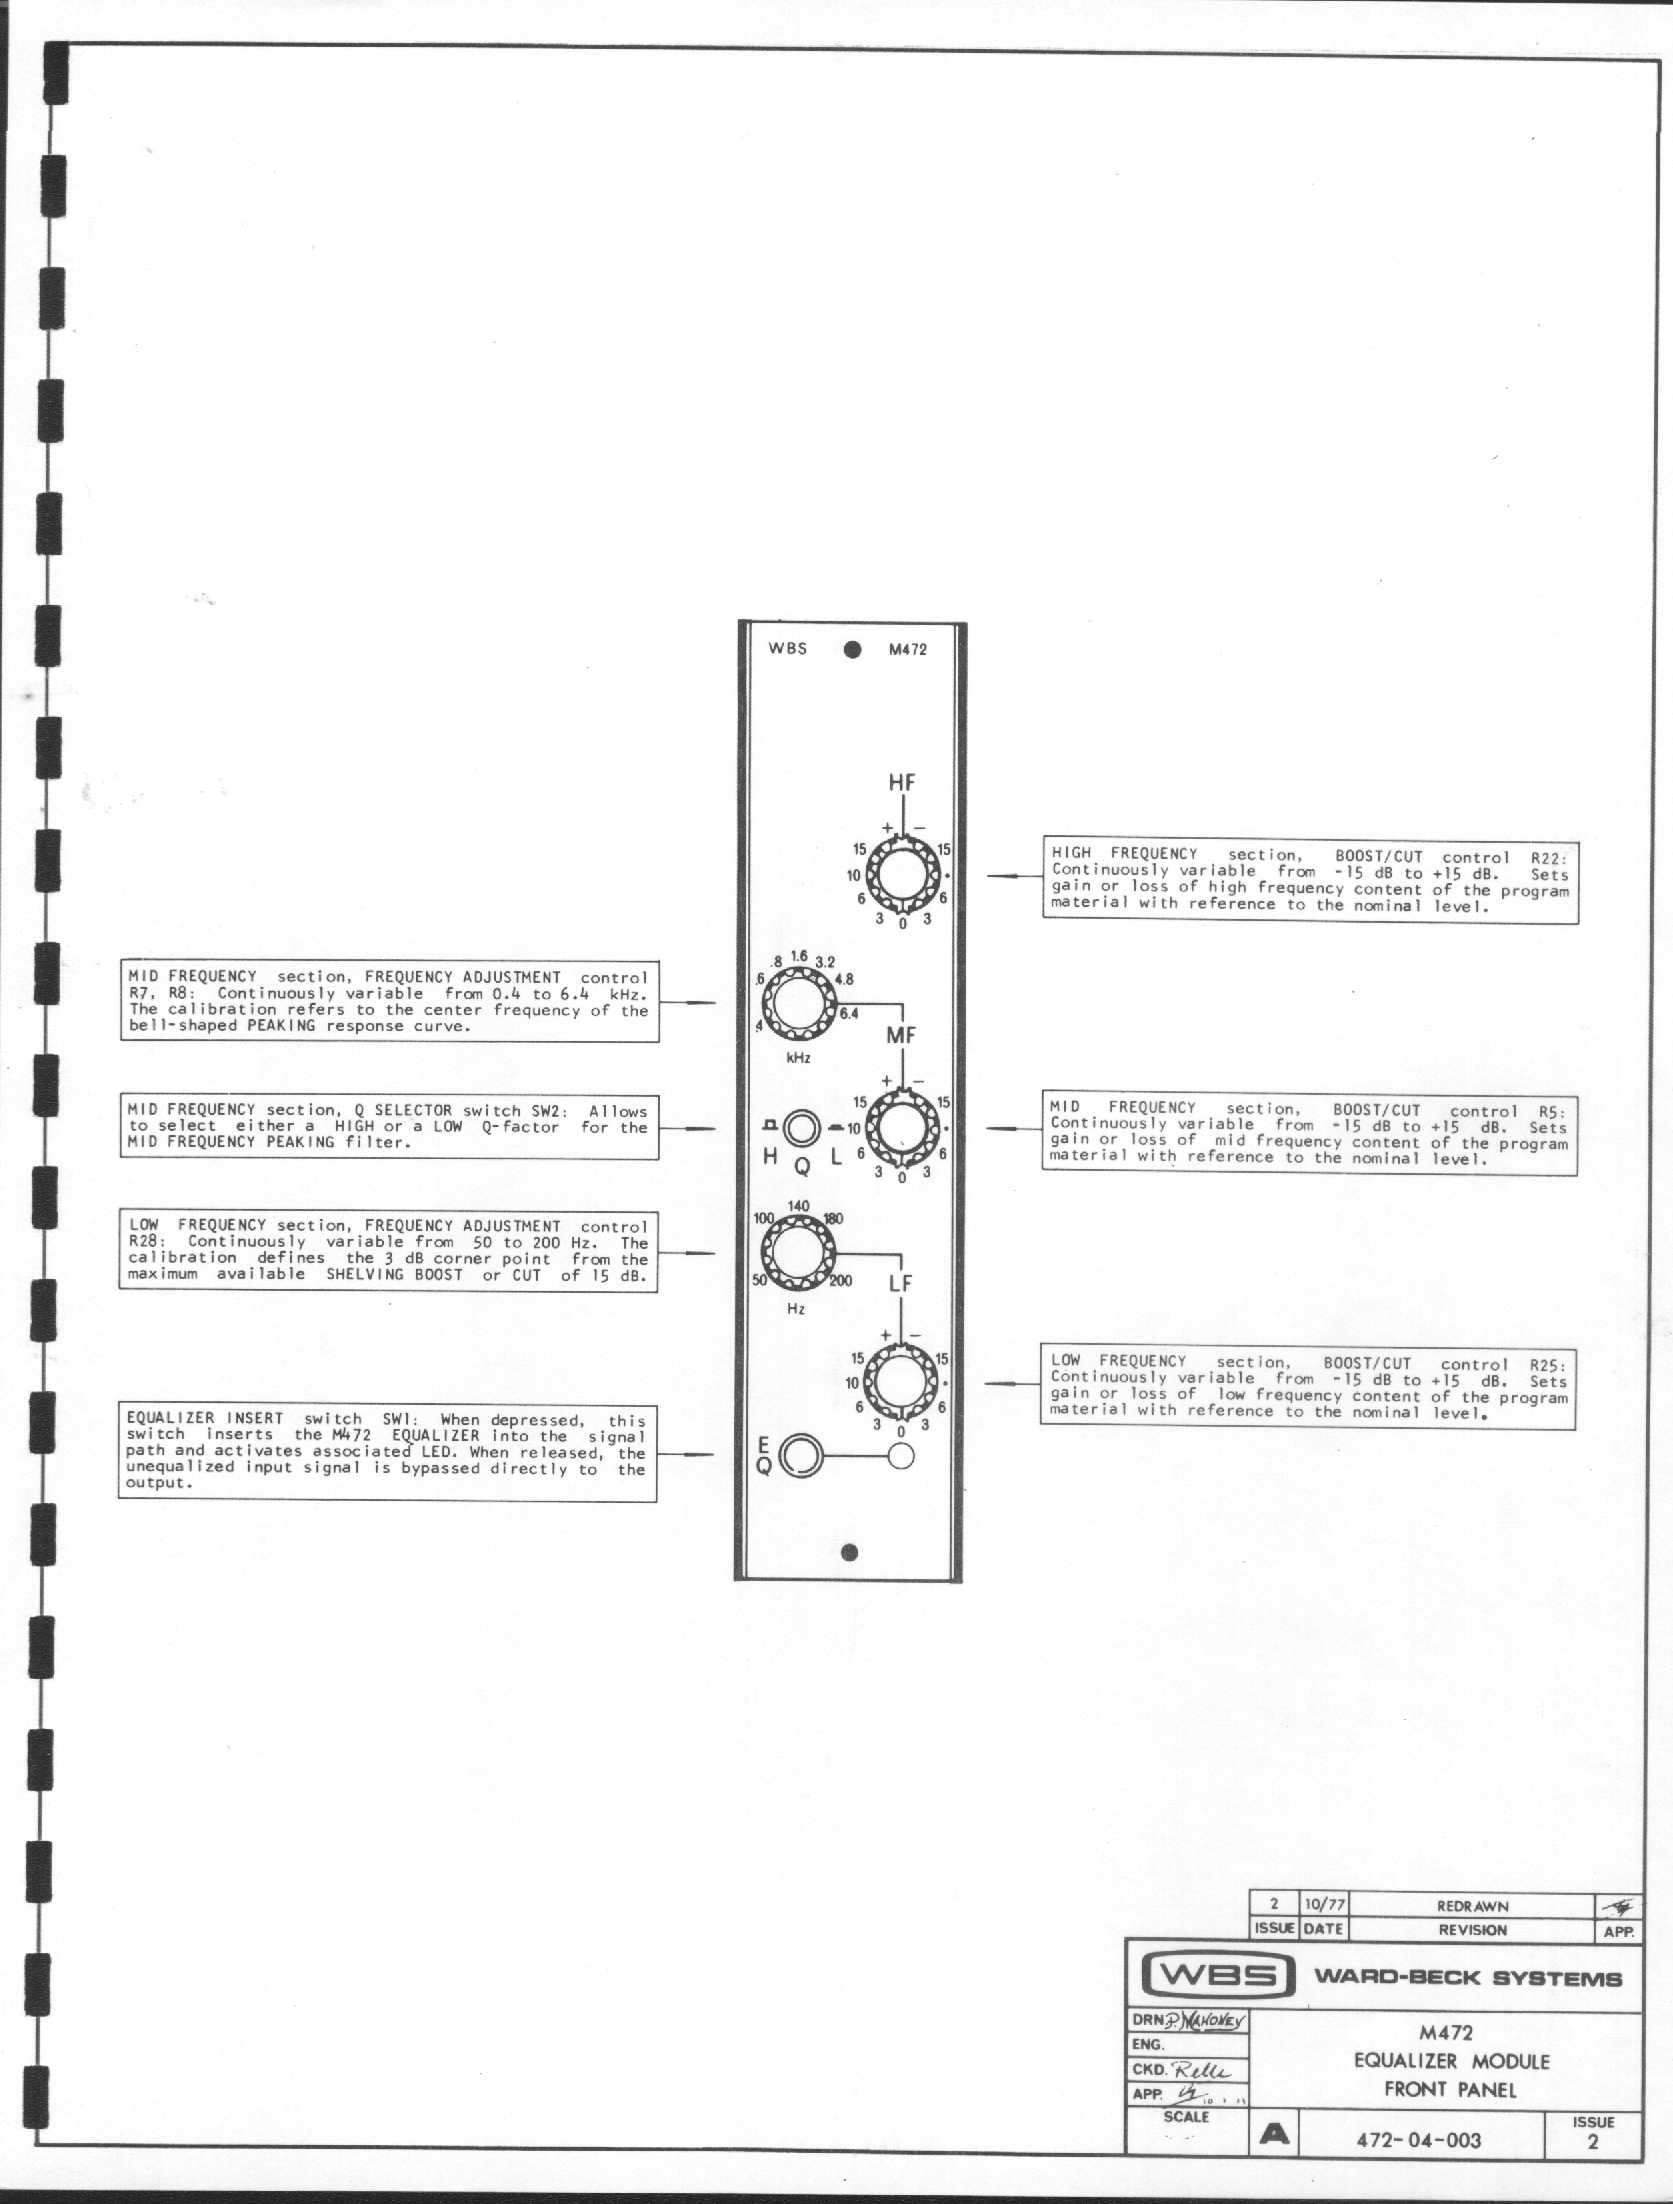 WBS M472
HF
+ −
15 15
10
6 6
3 0 3
HIGH FREQUENCY section, BOOST/CUT control R22:
Continuously variable from -15 dB to +15 dB. Sets
gain or loss of high frequency content of the program
material with reference to the nominal level.
MID FREQUENCY section, FREQUENCY ADJUSTMENT control
R7, R8: Continuously variable from 0.4 to 6.4 kHz.
The calibration refers to the center frequency of the
bell-shaped PEAKING response curve.
.8 1.6 3.2
.6 4.8
.4 6.4
kHz
MF
MID FREQUENCY section, Q SELECTOR switch SW2: Allows
to select either a HIGH or a LOW Q-factor for the
MID FREQUENCY PEAKING filter.
+ −
15 15
10
6 6
3 0 3
H Q L
MID FREQUENCY section, BOOST/CUT control R5:
Continuously variable from -15 dB to +15 dB. Sets
gain or loss of mid frequency content of the program
material with reference to the nominal level.
LOW FREQUENCY section, FREQUENCY ADJUSTMENT control
R28: Continuously variable from 50 to 200 Hz. The
calibration defines the 3 dB corner point from the
maximum available SHELVING BOOST or CUT of 15 dB.
140
100 180
50 200
Hz
LF
+ −
15 15
10
6 6
3 0 3
LOW FREQUENCY section, BOOST/CUT control R25:
Continuously variable from -15 dB to +15 dB. Sets
gain or loss of low frequency content of the program
material with reference to the nominal level.
EQUALIZER INSERT switch SW1: When depressed, this
switch inserts the M472 EQUALIZER into the signal
path and activates associated LED. When released, the
unequalized input signal is bypassed directly to the
output.
E
Q
2 10/77 REDRAWN
ISSUE DATE REVISION APP.
WBS WARD-BECK SYSTEMS
DRN. P. MAHONEY
ENG.
CKD.
APP.
SCALE
M472
EQUALIZER MODULE
FRONT PANEL
A 472-04-003
ISSUE
2